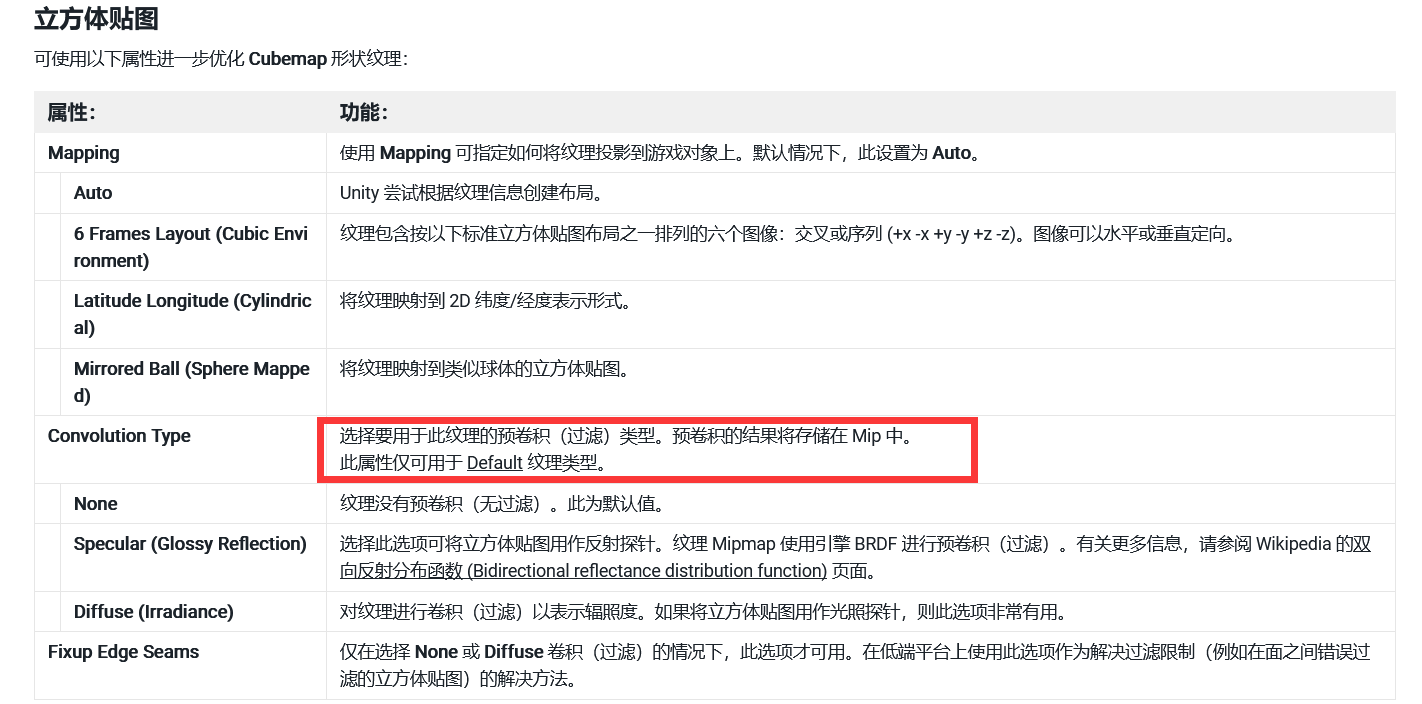 立方体贴图
可使用以下属性进一步优化 Cubemap 形状纹理：
属性： 功能：
Mapping 使用 Mapping 可指定如何将纹理投影到游戏对象上。默认情况下，此设置为 Auto。
Auto Unity 尝试根据纹理信息创建布局。
6 Frames Layout (Cubic Envi 纹理包含按以下标准立方体贴图布局之一排列的六个图像：交叉或序列 (+x -x +y -y +z -z)。图像可以水平或垂直定向。
ronment)
Latitude Longitude (Cylindric 将纹理映射到 2D 纬度/经度表示形式。
al)
Mirrored Ball (Sphere Mappe 将纹理映射到类似球体的立方体贴图。
d)
Convolution Type 选择要用于此纹理的预卷积（过滤）类型。预卷积的结果将存储在 Mip 中。
此属性仅可用于 Default 纹理类型。
None 纹理没有预卷积（无过滤）。此为默认值。
Specular (Glossy Reflection) 选择此选项可将立方体贴图用作反射探针。纹理 Mipmap 使用引擎 BRDF 进行预卷积（过滤）。有关更多信息，请参阅 Wikipedia 的双
向反射分布函数 (Bidirectional reflectance distribution function) 页面。
Diffuse (Irradiance) 对纹理进行卷积（过滤）以表示辐照度。如果将立方体贴图用作光照探针，则此选项非常有用。
Fixup Edge Seams 仅在选择 None 或 Diffuse 卷积（过滤）的情况下，此选项才可用。在低端平台上使用此选项作为解决过滤限制（例如在面之间错误过
滤的立方体贴图）的解决方法。